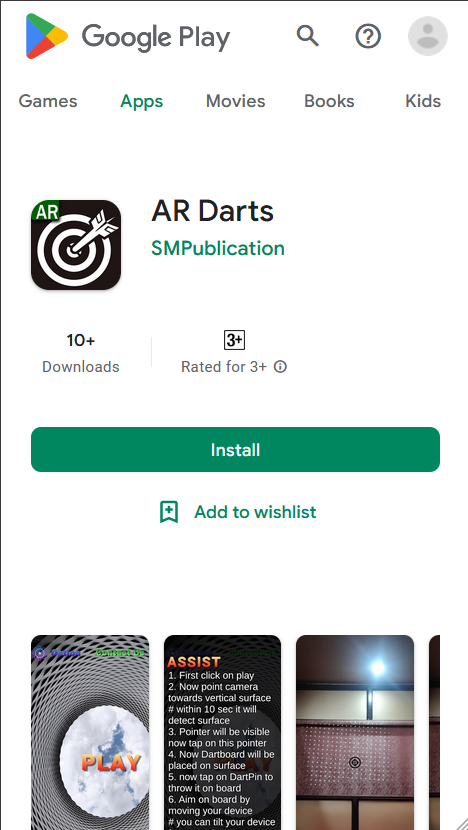 Google Play
Games Apps Movies Books Kids
AR
AR Darts
SMPublication
10+
Downloads
3+
Rated for 3+
Install
Add to wishlist
Contact Us
PLAY
ASSIST
1. First click on play
2. Now point camera
towards vertical surface
# within 10 sec it will
detect surface
3. Pointer will be visible
now tap on this pointer
4. Now Dartboard will be
placed on surface
5. now tap on DartPin to
throw it on board
6. Aim on board by
moving your device
# you can tilt your device